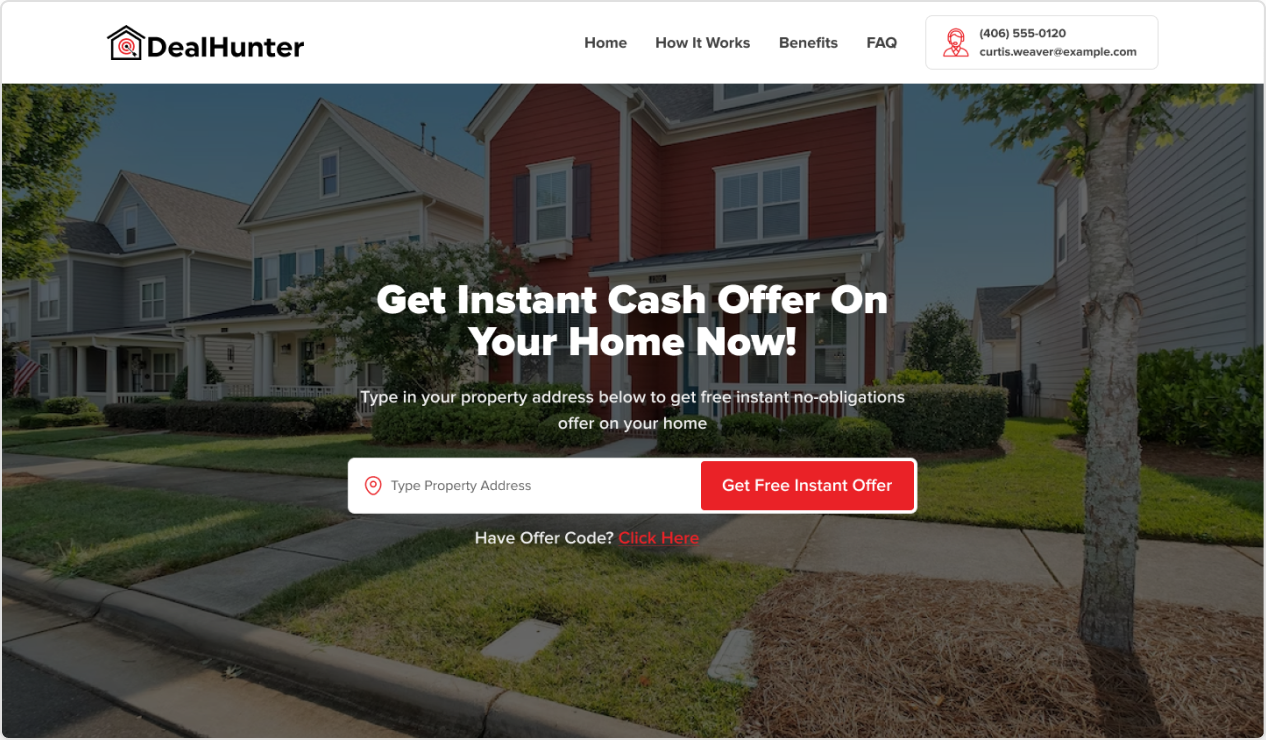 DealHunter
Home How It Works Benefits FAQ
(406) 555-0120
curtis.weaver@example.com
Get Instant Cash Offer On
Your Home Now!
Type in your property address below to get free instant no-obligations
offer on your home
Type Property Address
Get Free Instant Offer
Have Offer Code? Click Here